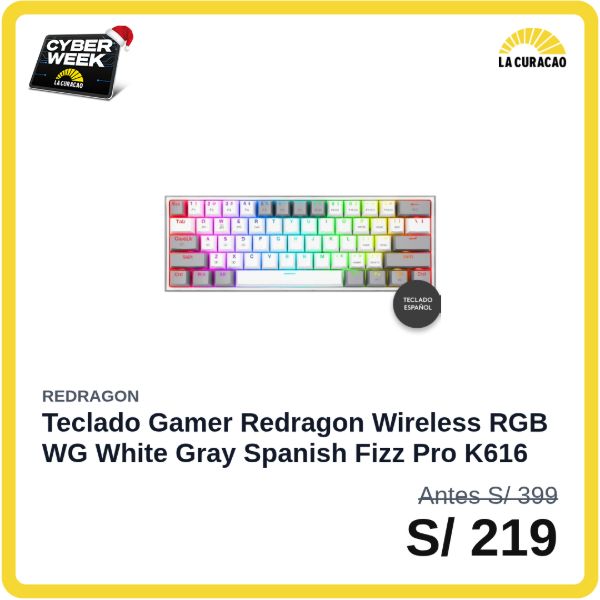 CYBER
WEEK
LA CURACAO
LA CURACAO
TECLADO
ESPAÑOL
REDRAGON
Teclado Gamer Redragon Wireless RGB
WG White Gray Spanish Fizz Pro K616
Antes S/ 399
S/ 219